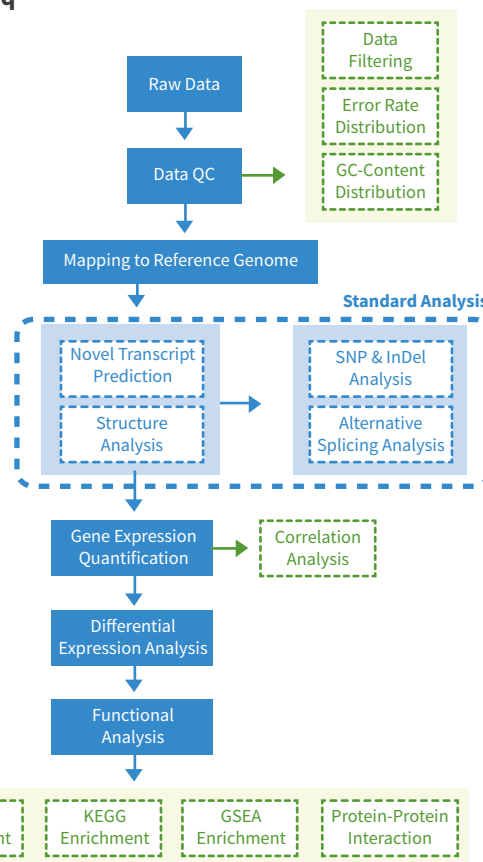 Raw Data
Data
Filtering
Error Rate
Distribution
GC-Content
Distribution
Data QC
Mapping to Reference Genome
Standard Analysis
Novel Transcript
Prediction
Structure
Analysis
SNP & InDel
Analysis
Alternative
Splicing Analysis
Gene Expression
Quantification
Correlation
Analysis
Differential
Expression Analysis
Functional
Analysis
KEGG
Enrichment
GSEA
Enrichment
Protein-Protein
Interaction